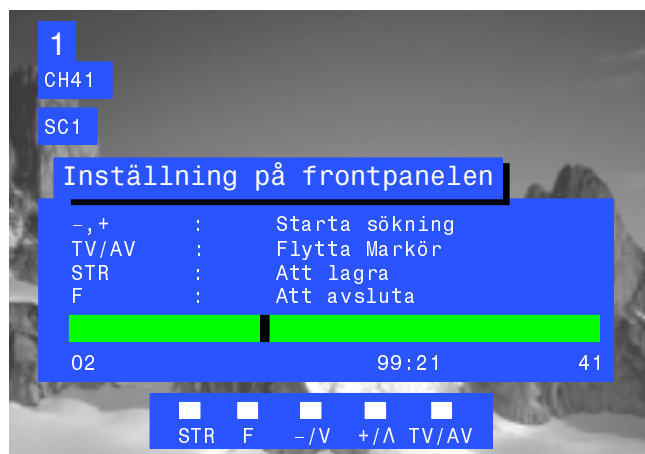 1
CH41
SC1
Inställning på frontpanelen
–,+ : Starta sökning
TV/AV : Flytta Markör
STR : Att lagra
F : Att avsluta
02 99:21 41
STR F –/V +/Λ TV/AV